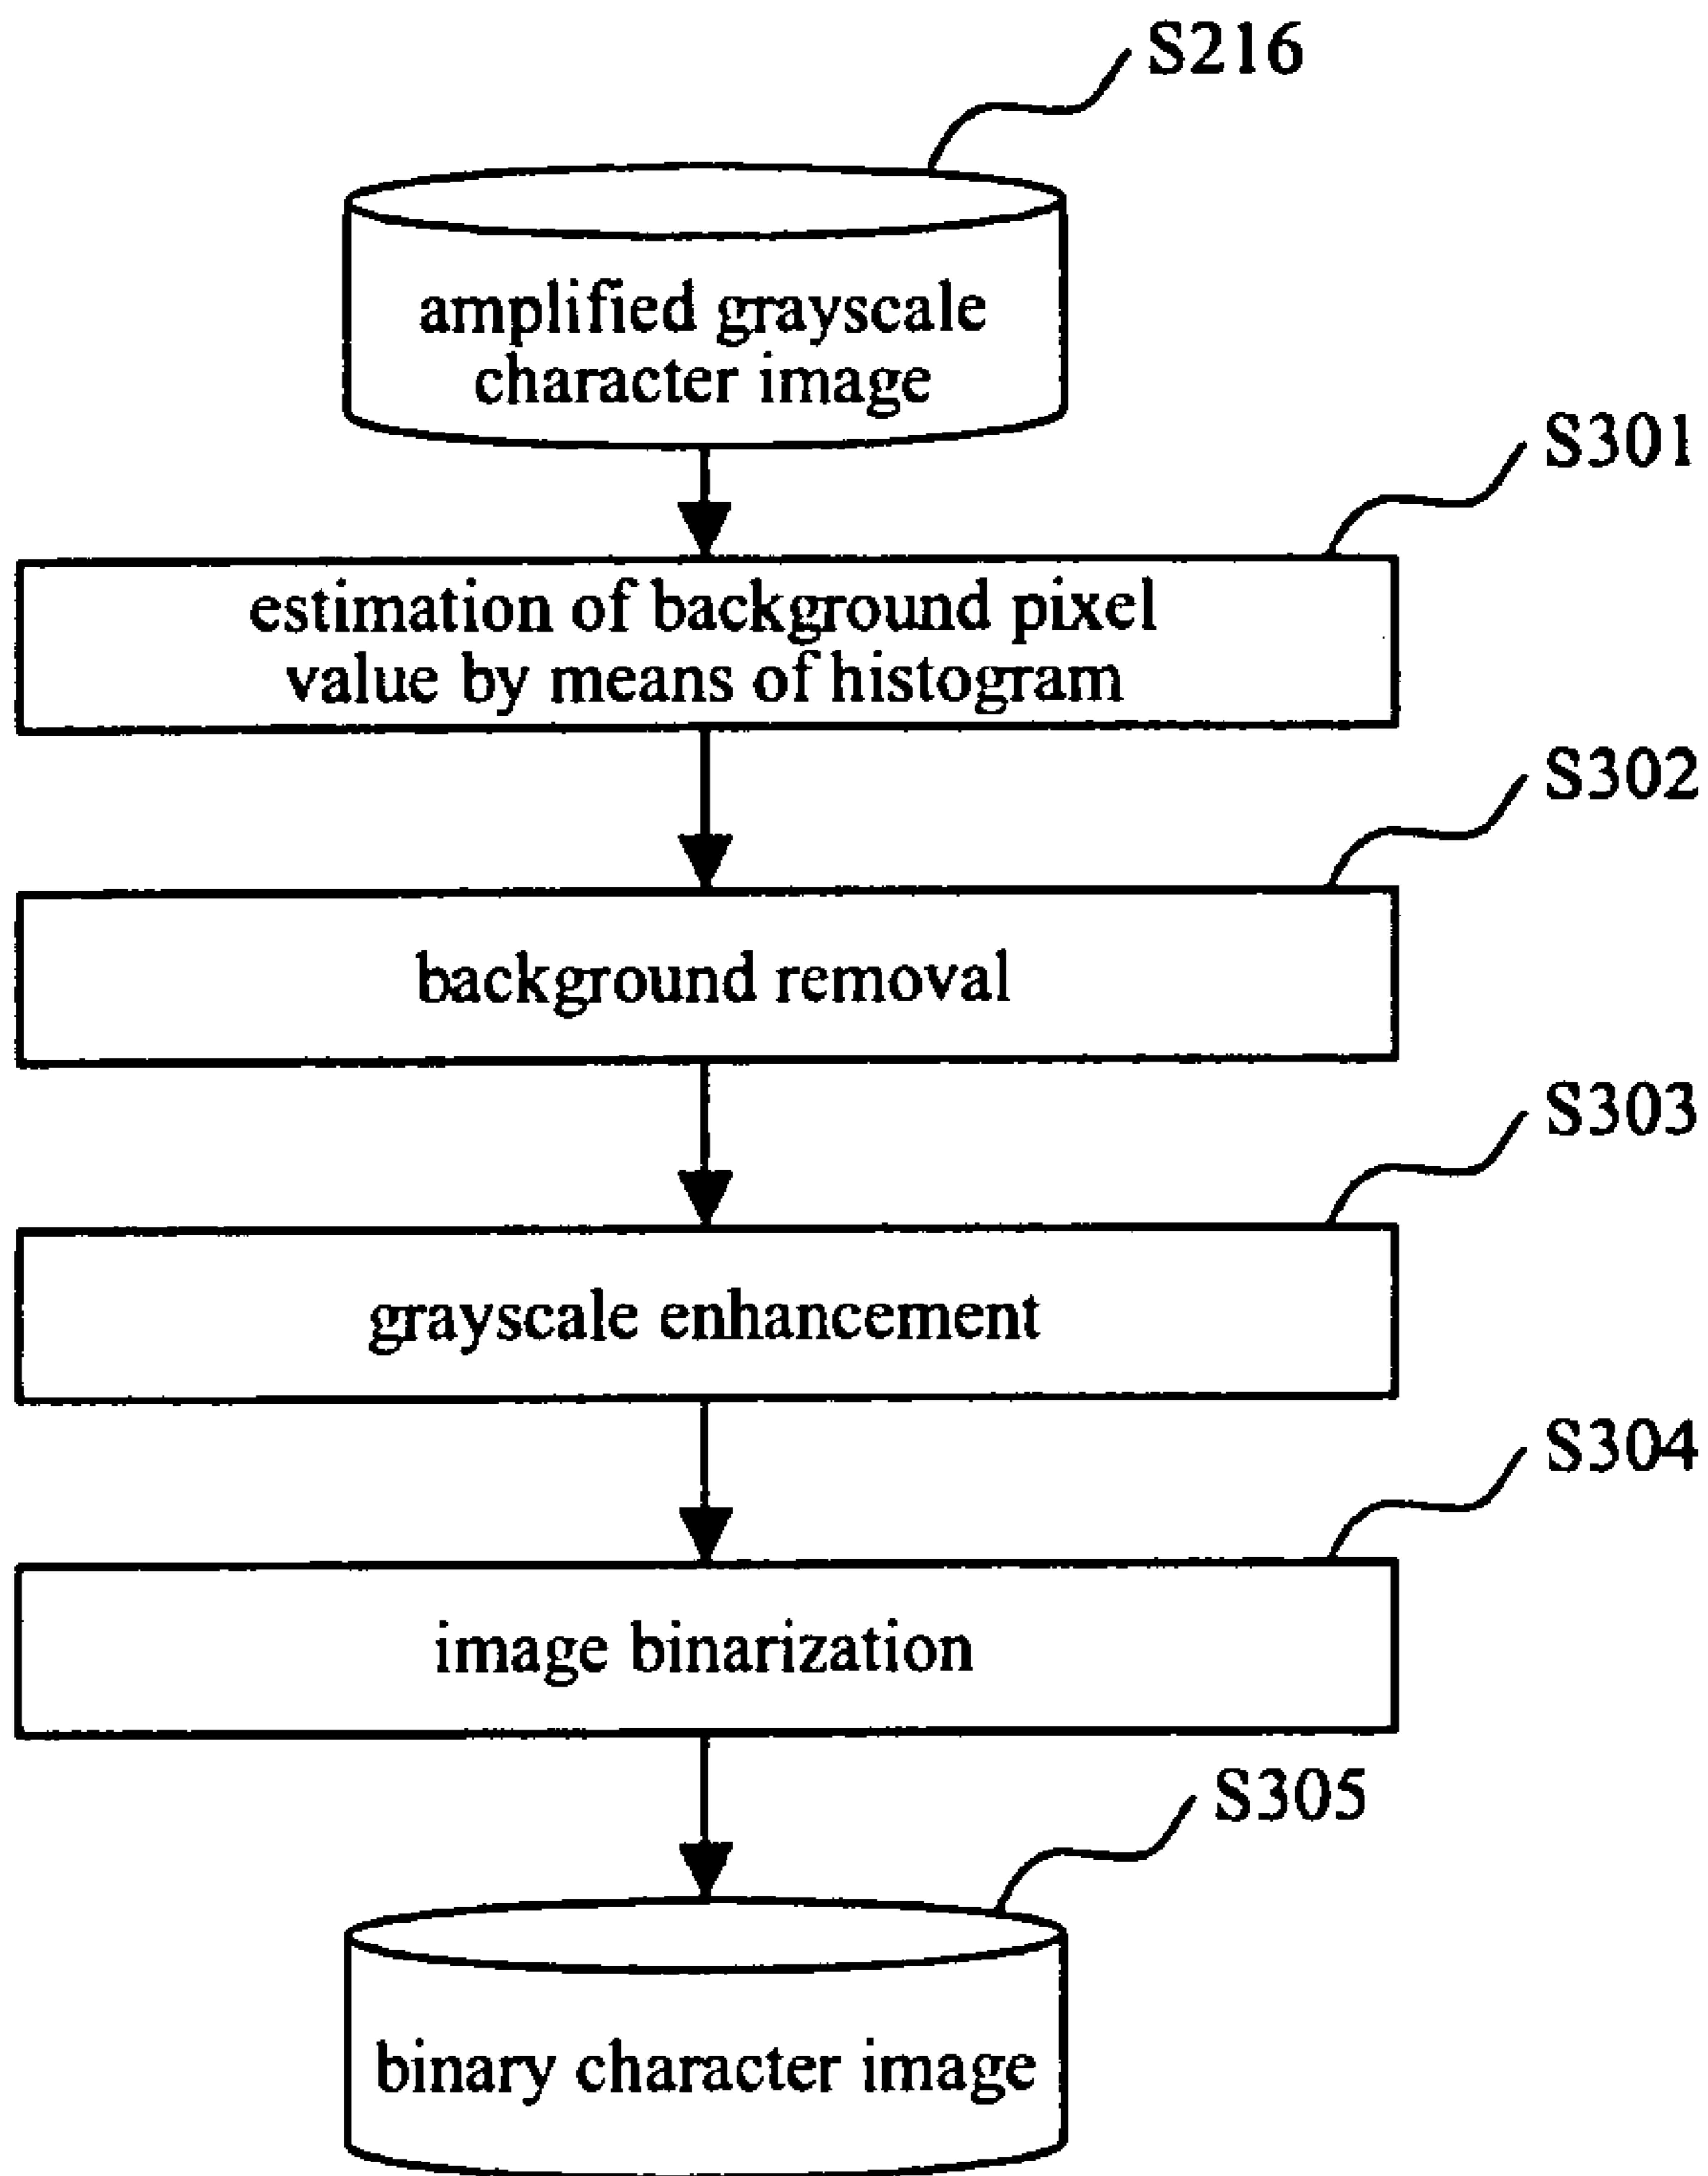 S216
amplified grayscale
character image
S301
estimation of background pixel
value by means of histogram
S302
background removal
S303
grayscale enhancement
S304
image binarization
S305
binary character image